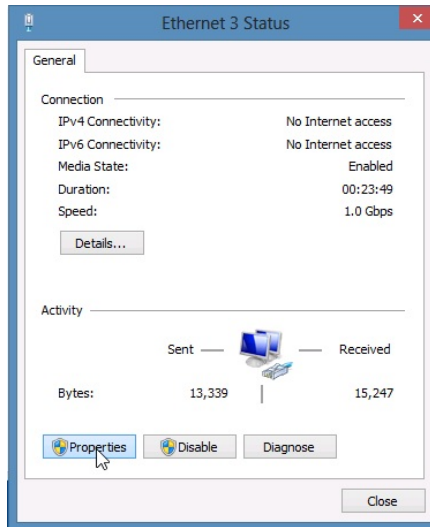 Ethernet 3 Status
General
Connection
IPv4 Connectivity: No Internet access
IPv6 Connectivity: No Internet access
Media State: Enabled
Duration: 00:23:49
Speed: 1.0 Gbps
Details...
Activity
Sent Received
Bytes: 13,339 15,247
Properties Disable Diagnose
Close